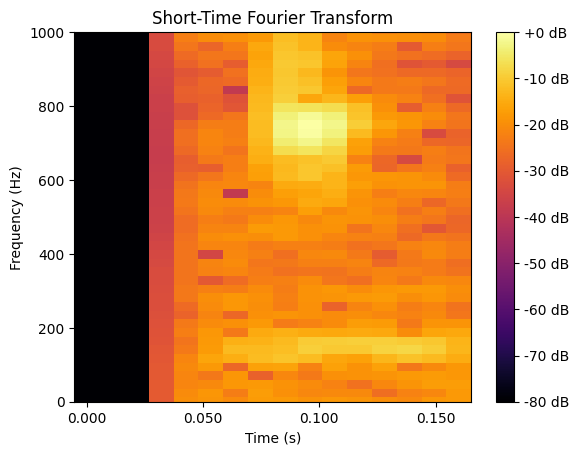 Short-Time Fourier Transform
1000
800
600
400
200
0
Frequency (Hz)
0.000
0.050
0.100
0.150
Time (s)
+0 dB
-10 dB
-20 dB
-30 dB
-40 dB
-50 dB
-60 dB
-70 dB
-80 dB